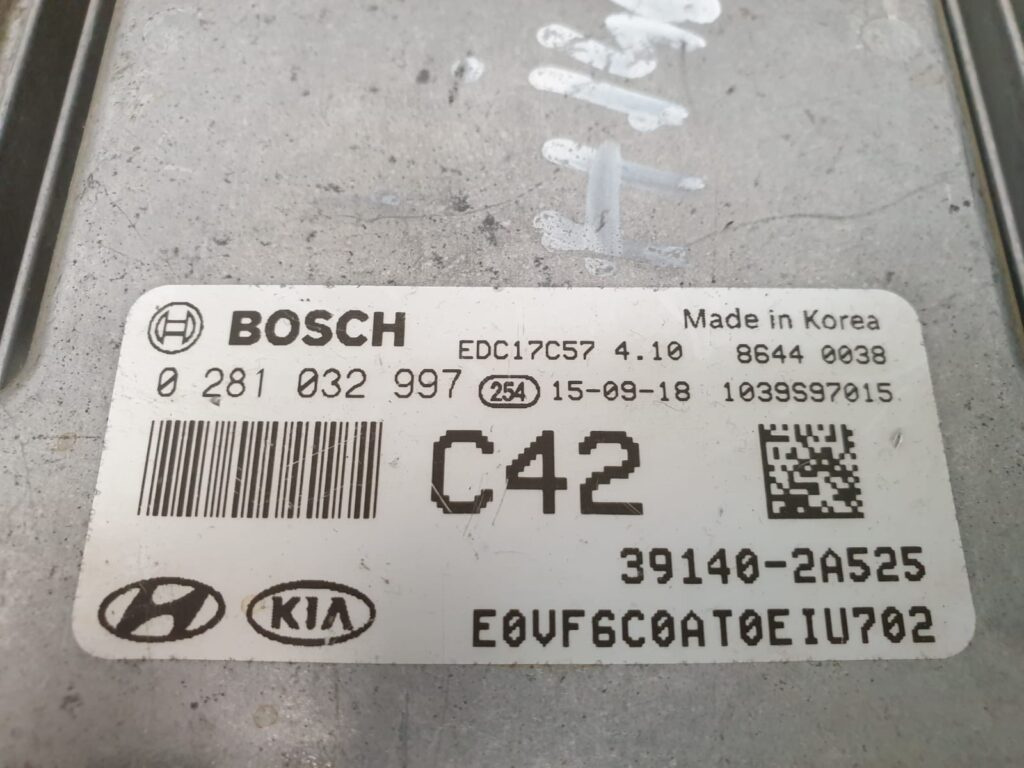 BOSCH
Made in Korea
EDC17C57 4.10 8644 0038
0 281 032 997 254 15-09-18 1039S97015
C42
39140-2A525
KIA
E0VF6C0AT0EIU702